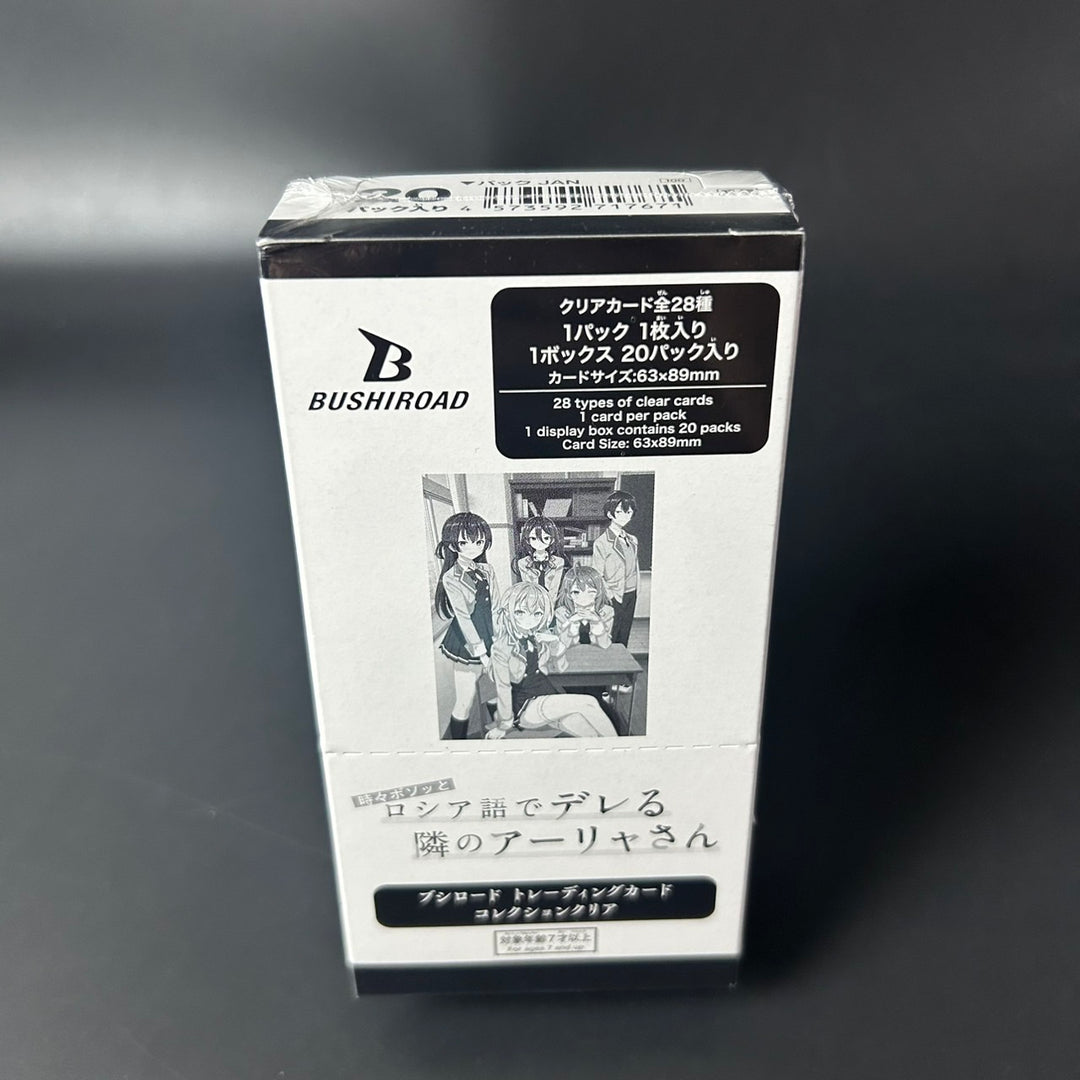 20
パック入り
▼パック JAN
4 573592 717671
BUSHIROAD
クリアカード全28種
1パック 1枚入り
1ボックス 20パック入り
カードサイズ:63×89mm
28 types of clear cards
1 card per pack
1 display box contains 20 packs
Card Size: 63x89mm
時々ボソッと
ロシア語でデレる
隣のアーリャさん
ブシロード トレーディングカード
コレクションクリア
対象年齢7才以上
For ages 7 and up